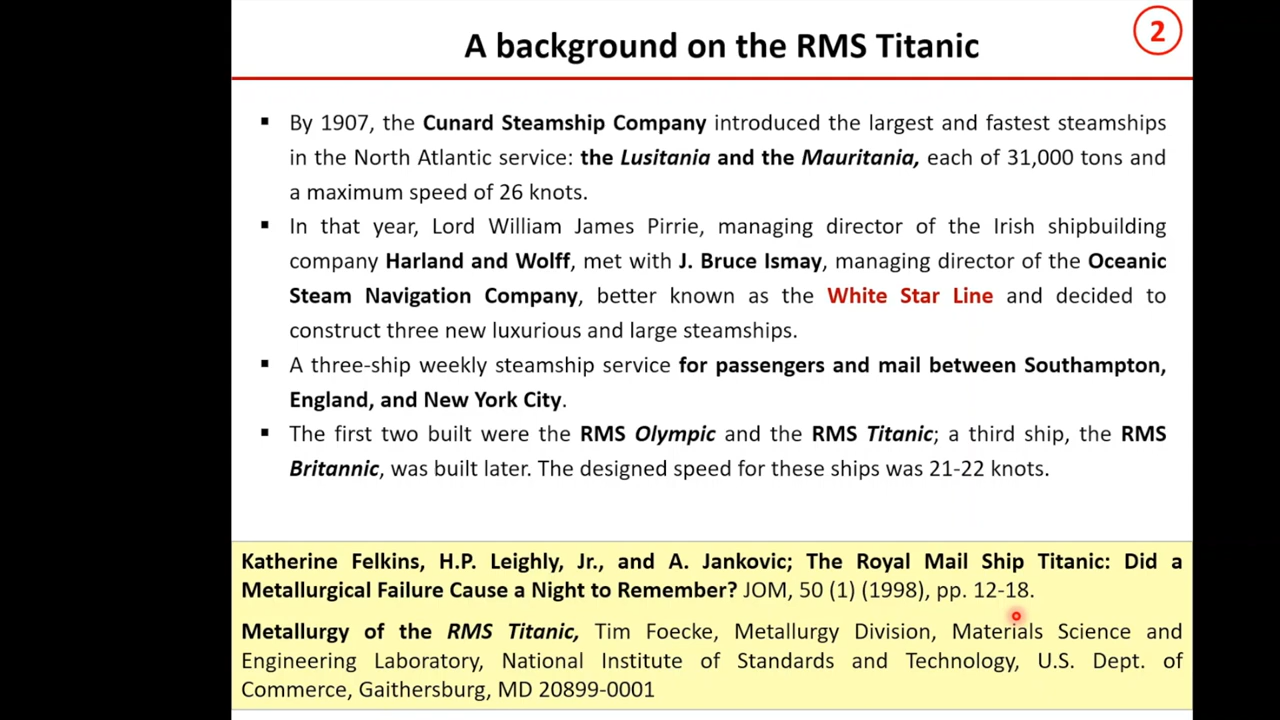 A background on the RMS Titanic
2
▪ By 1907, the Cunard Steamship Company introduced the largest and fastest steamships
in the North Atlantic service: the Lusitania and the Mauritania, each of 31,000 tons and
a maximum speed of 26 knots.
▪ In that year, Lord William James Pirrie, managing director of the Irish shipbuilding
company Harland and Wolff, met with J. Bruce Ismay, managing director of the Oceanic
Steam Navigation Company, better known as the White Star Line and decided to
construct three new luxurious and large steamships.
▪ A three-ship weekly steamship service for passengers and mail between Southampton,
England, and New York City.
▪ The first two built were the RMS Olympic and the RMS Titanic; a third ship, the RMS
Britannic, was built later. The designed speed for these ships was 21-22 knots.
Katherine Felkins, H.P. Leighly, Jr., and A. Jankovic; The Royal Mail Ship Titanic: Did a
Metallurgical Failure Cause a Night to Remember? JOM, 50 (1) (1998), pp. 12-18.
Metallurgy of the RMS Titanic, Tim Foecke, Metallurgy Division, Materials Science and
Engineering Laboratory, National Institute of Standards and Technology, U.S. Dept. of
Commerce, Gaithersburg, MD 20899-0001